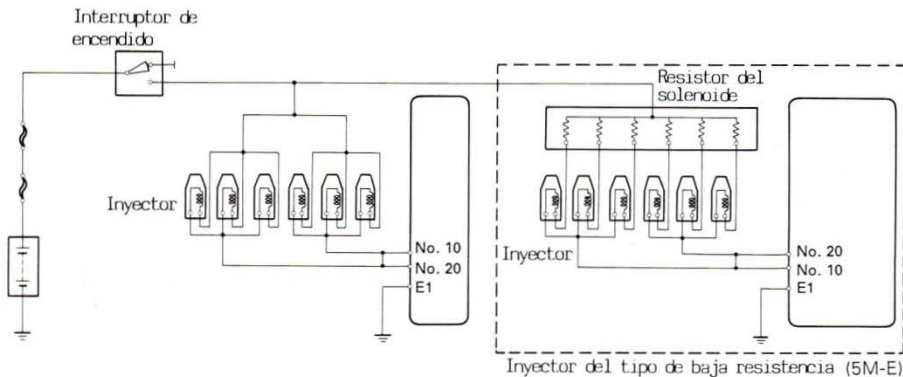 Interruptor de
encendido
Resistor del
solenoide
Inyector
No. 10
No. 20
E1
Inyector
No. 20
No. 10
E1
Inyector del tipo de baja resistencia (5M-E)